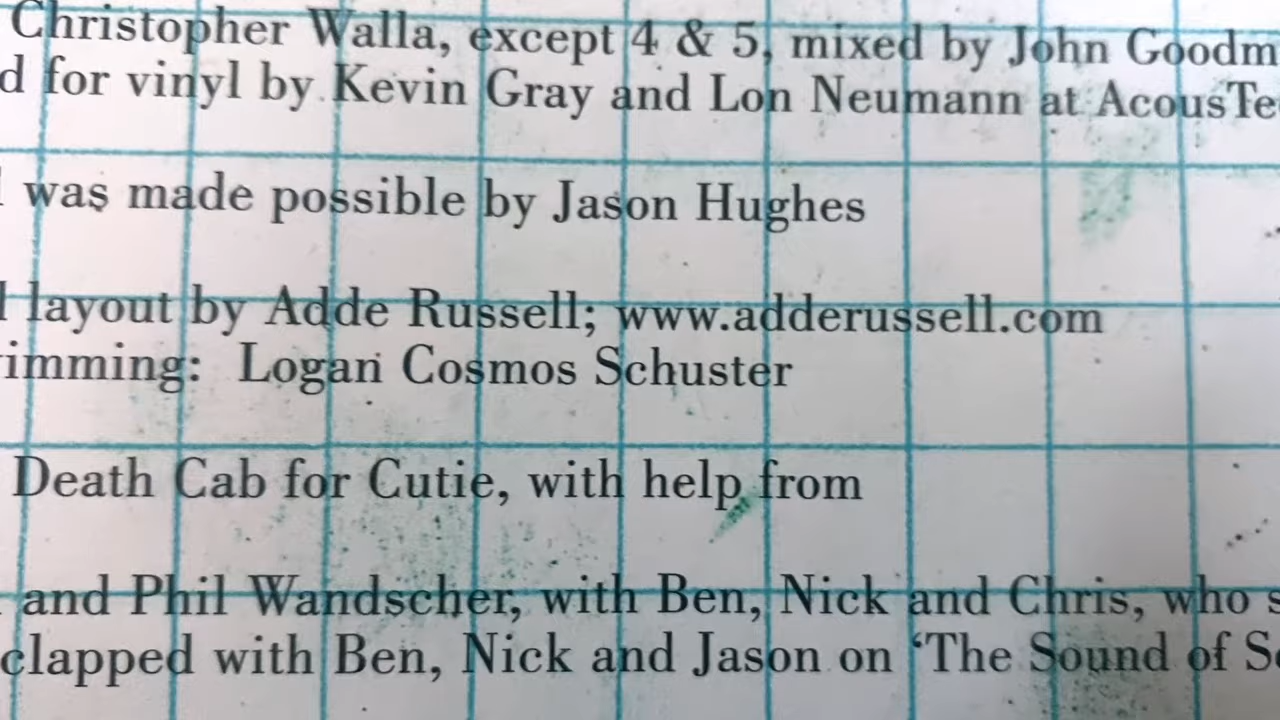 Christopher Walla, except 4 & 5, mixed by John Goodm
d for vinyl by Kevin Gray and Lon Neumann at AcousTe
was made possible by Jason Hughes
layout by Adde Russell; www.adderussell.com
imming: Logan Cosmos Schuster
Death Cab for Cutie, with help from
and Phil Wandscher, with Ben, Nick and Chris, who s
clapped with Ben, Nick and Jason on ‘The Sound of Se